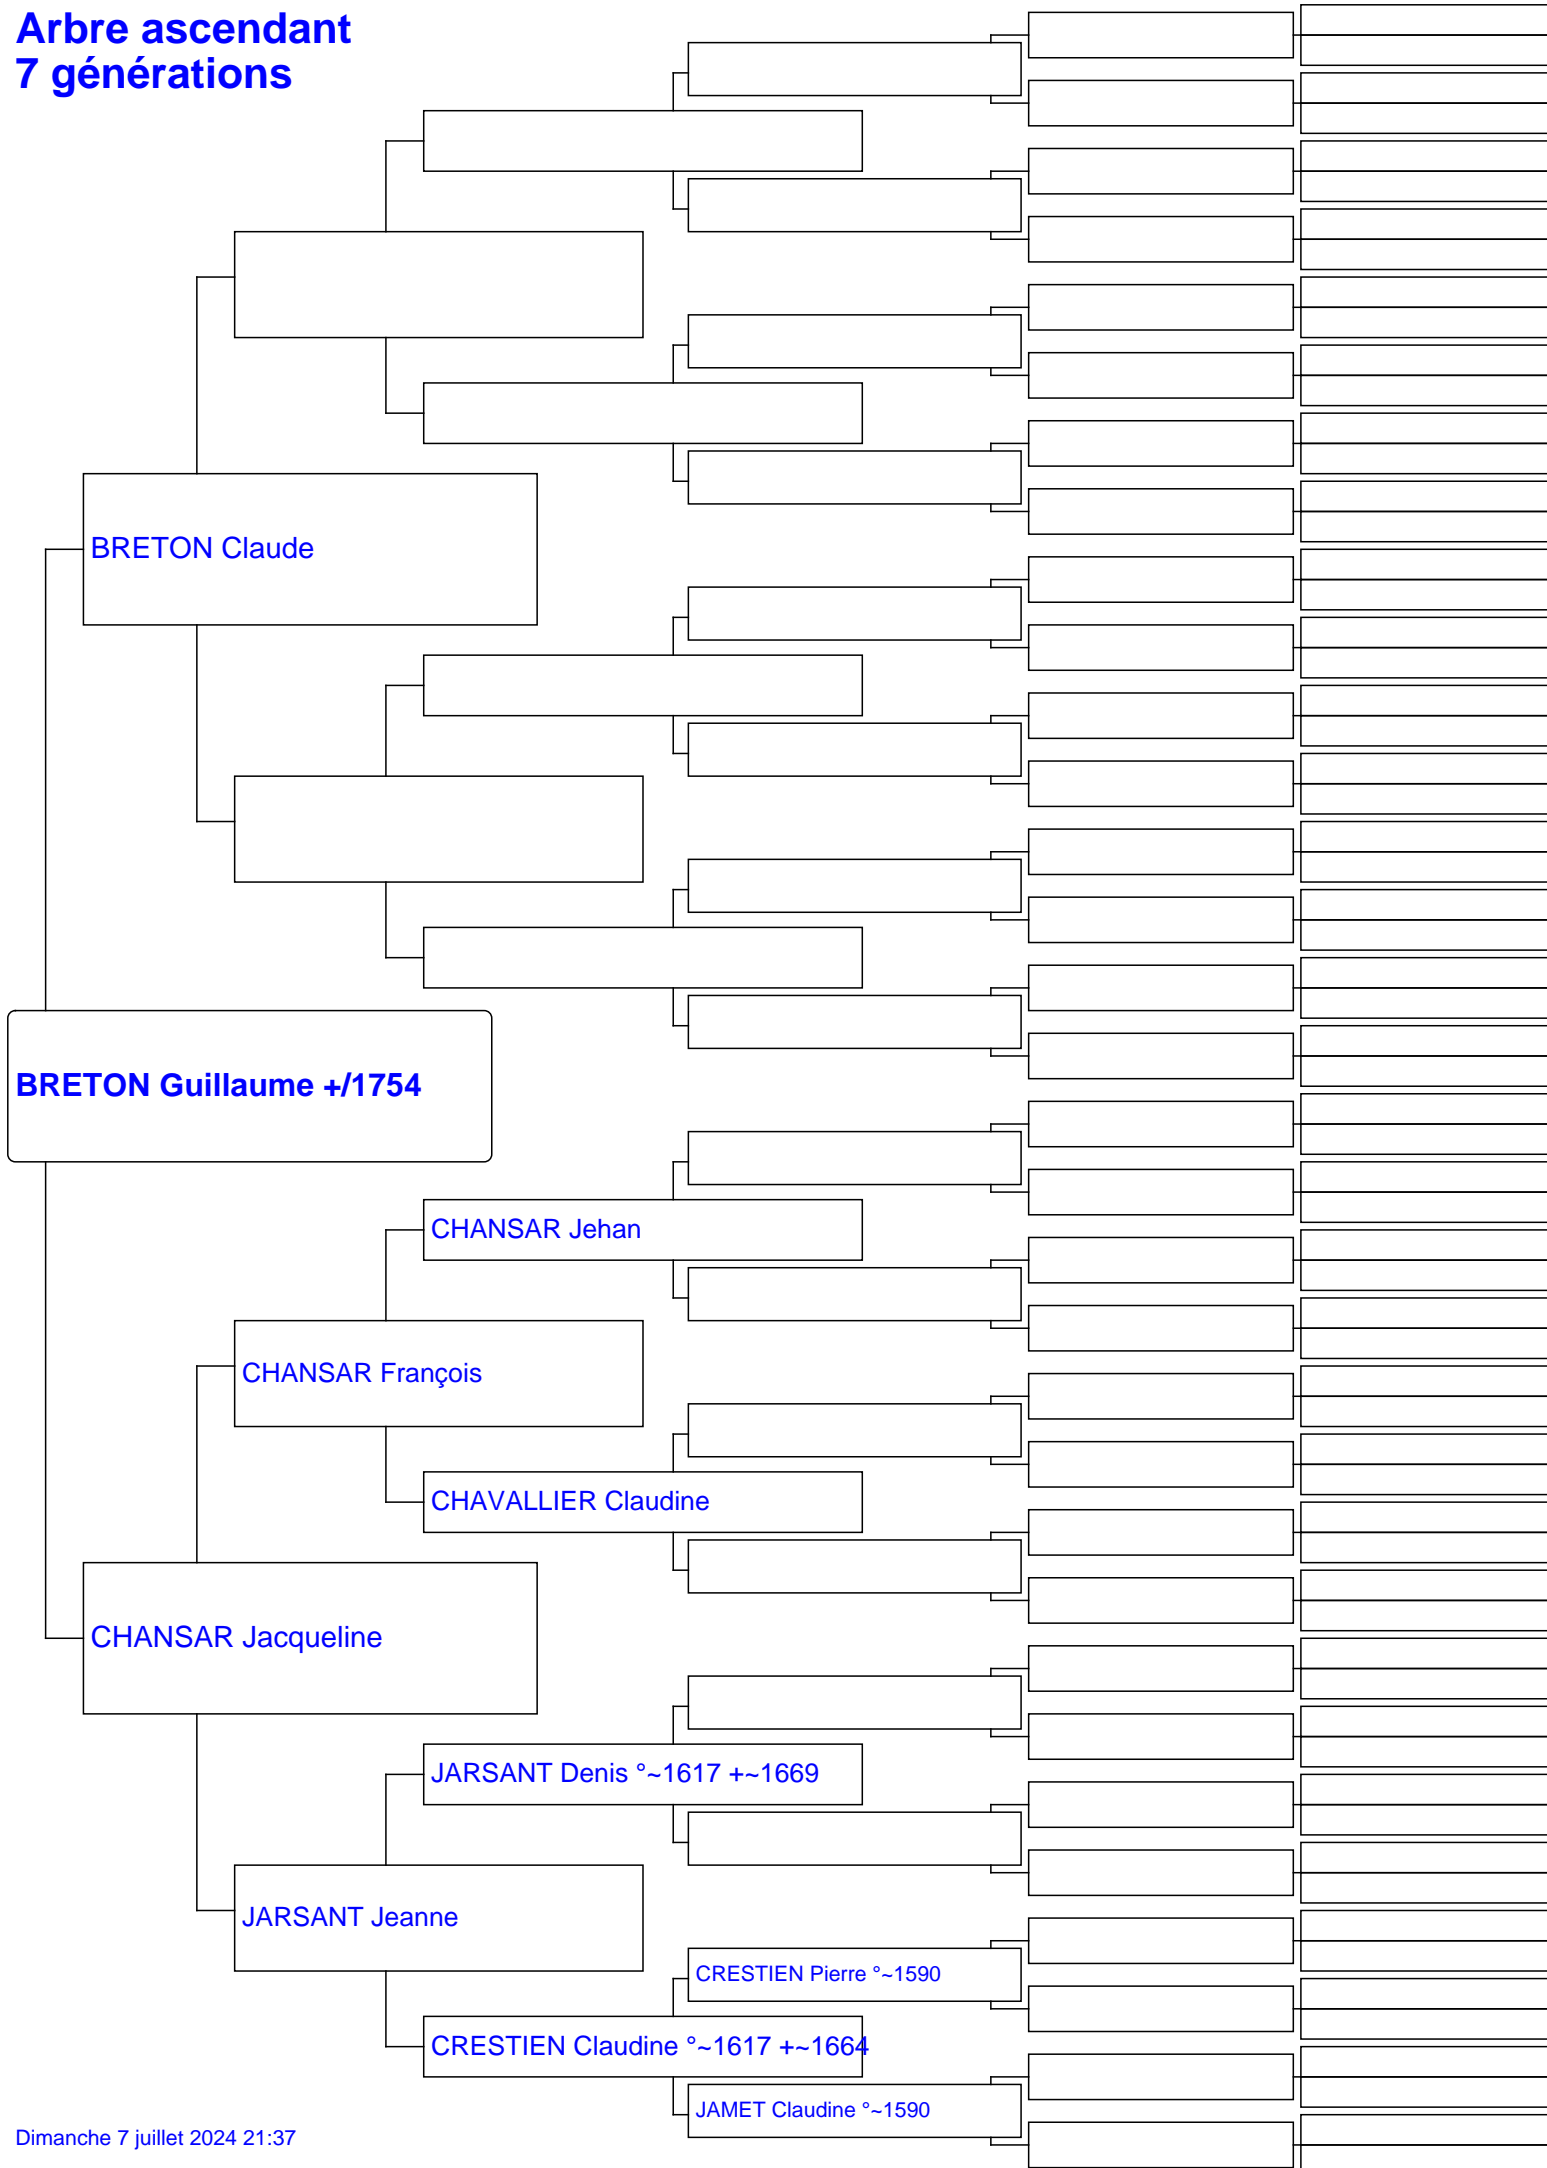 Arbre ascendant
7 générations
BRETON Claude
BRETON Guillaume +/1754
CHANSAR Jehan
CHANSAR François
CHAVALLIER Claudine
CHANSAR Jacqueline
JARSANT Denis °~1617 +~1669
JARSANT Jeanne
CRESTIEN Pierre °~1590
CRESTIEN Claudine °~1617 +~1664
JAMET Claudine °~1590
Dimanche 7 juillet 2024 21:37